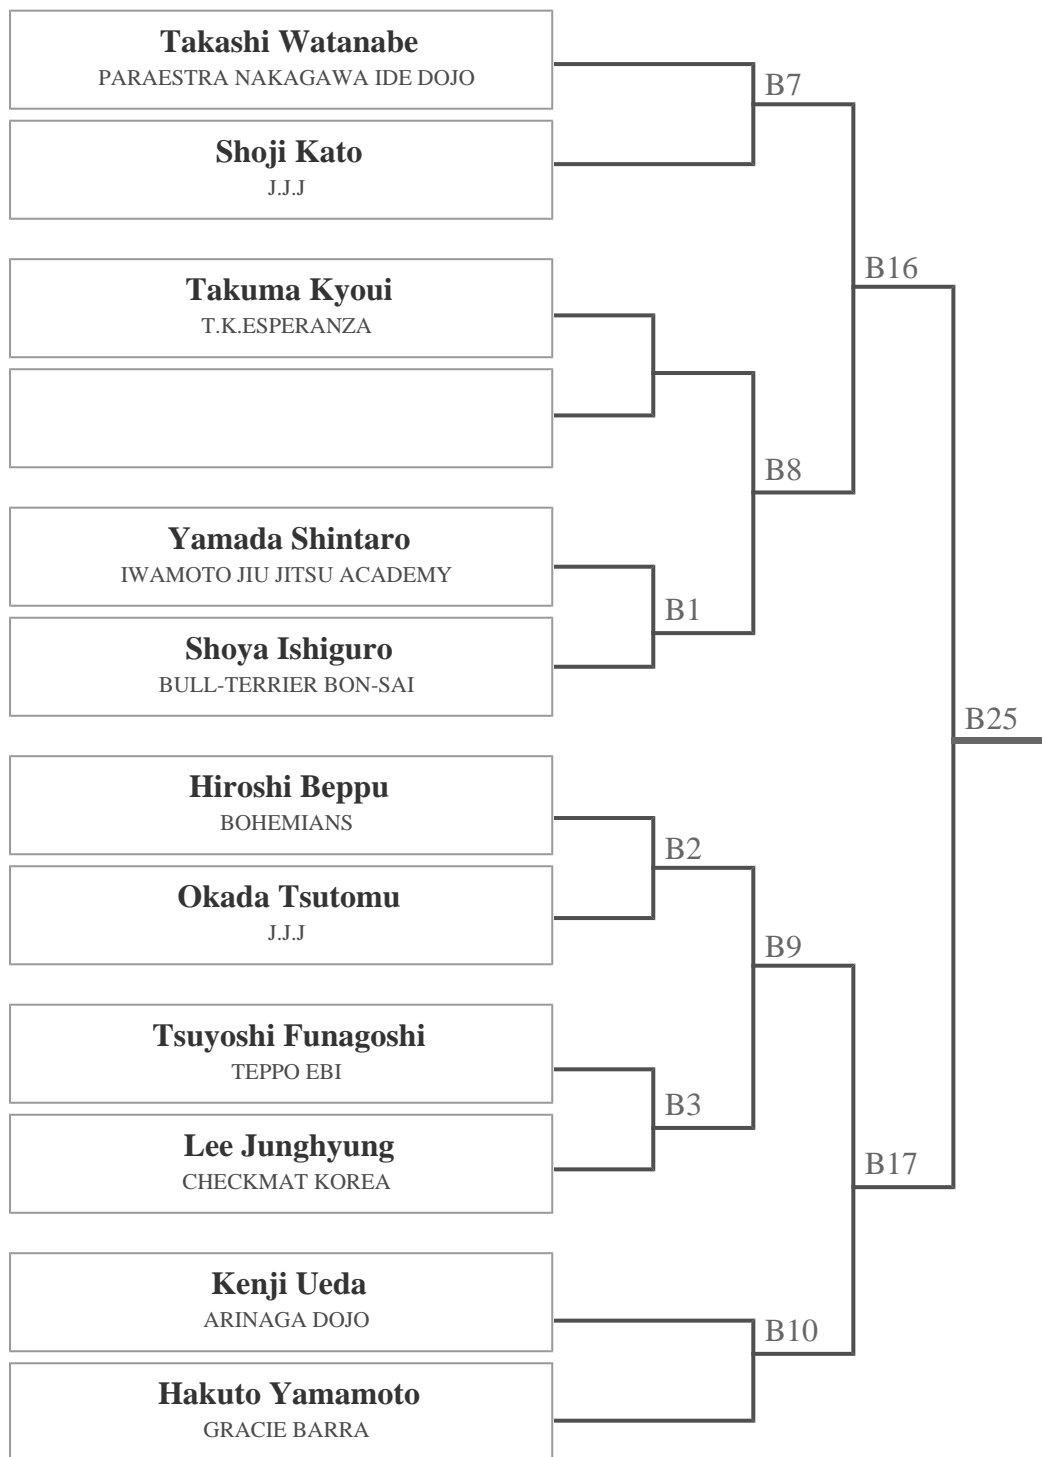 Takashi Watanabe
PARAESTRA NAKAGAWA IDE DOJO
B7
Shoji Kato
J.J.J
B16
Takuma Kyoui
T.K.ESPERANZA
B8
Yamada Shintaro
IWAMOTO JIU JITSU ACADEMY
B1
Shoya Ishiguro
BULL-TERRIER BON-SAI
B25
Hiroshi Beppu
BOHEMIANS
B2
Okada Tsutomu
J.J.J
B9
Tsuyoshi Funagoshi
TEPPO EBI
B3
Lee Junghyung
CHECKMAT KOREA
B17
Kenji Ueda
ARINAGA DOJO
B10
Hakuto Yamamoto
GRACIE BARRA